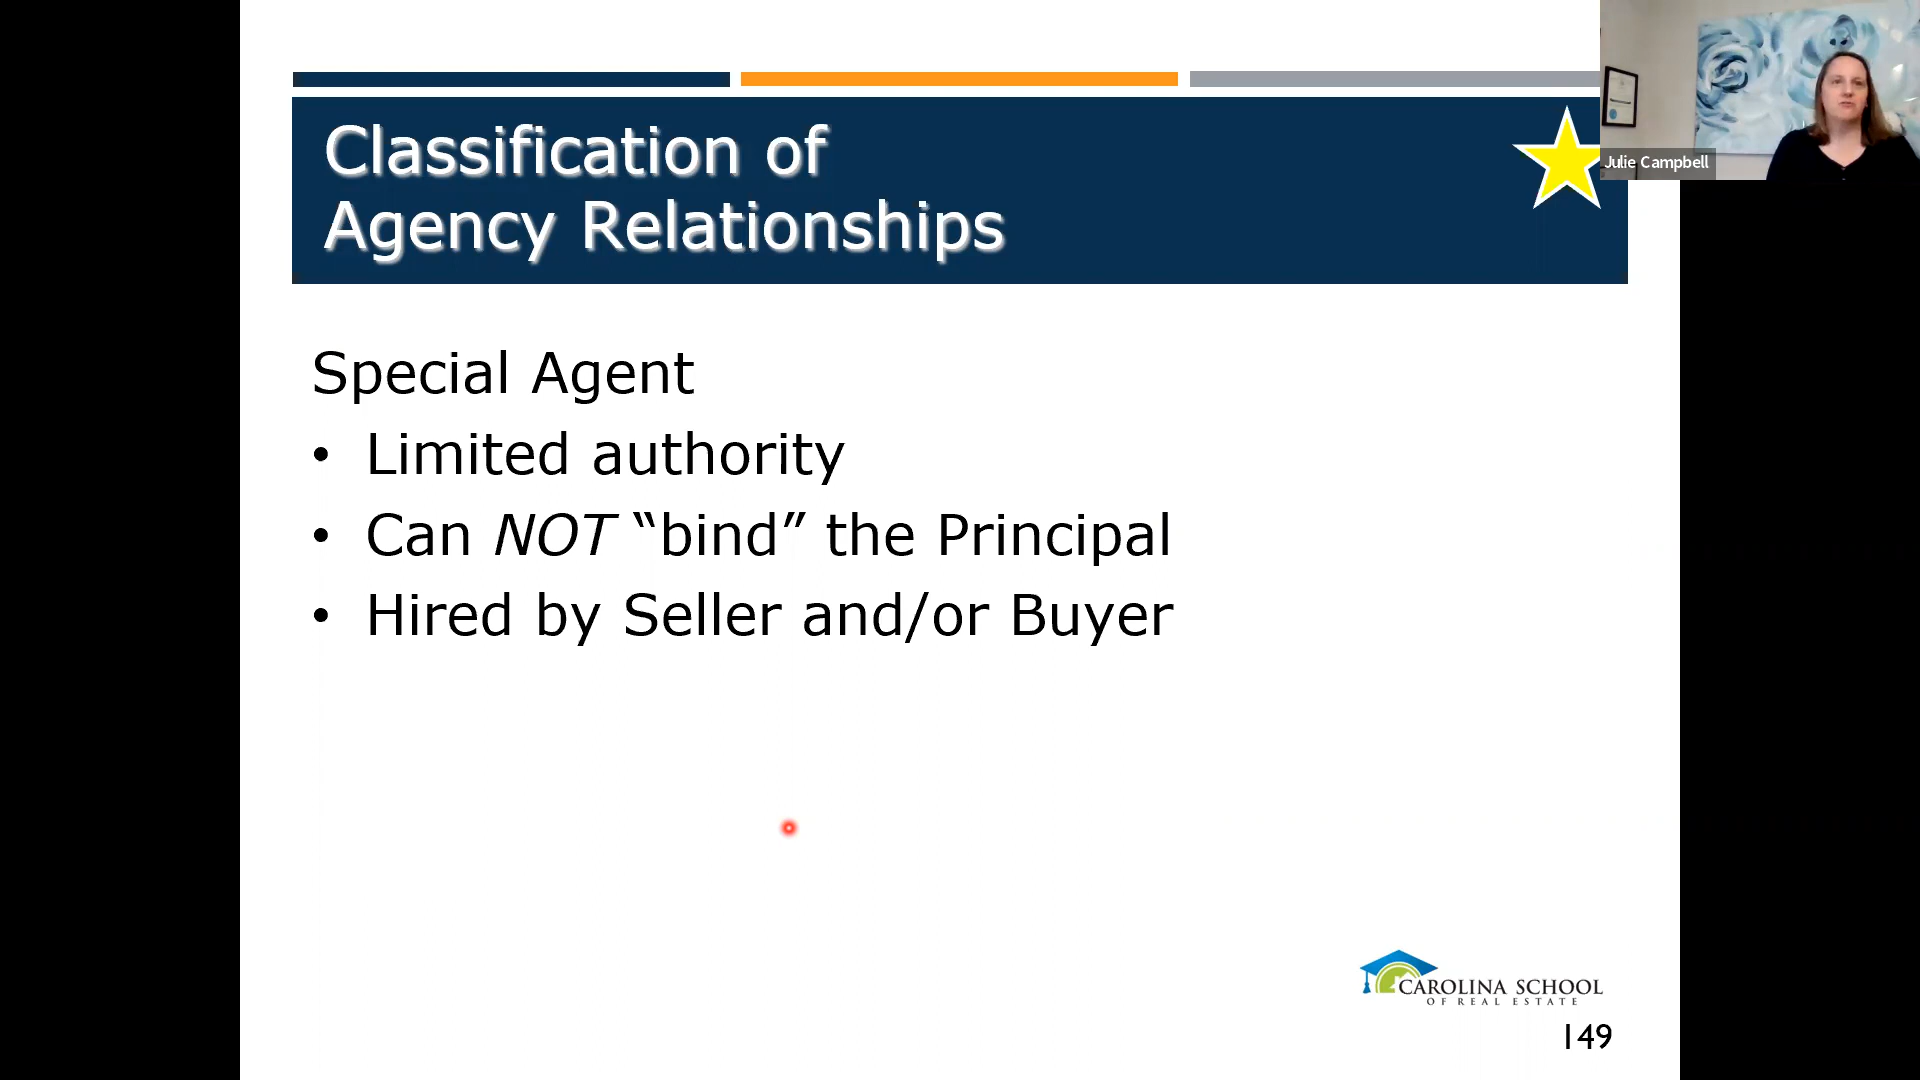 Classification of
Agency Relationships
Julie Campbell
Special Agent
• Limited authority
• Can NOT “bind” the Principal
• Hired by Seller and/or Buyer
CAROLINA SCHOOL
OF REAL ESTATE
149